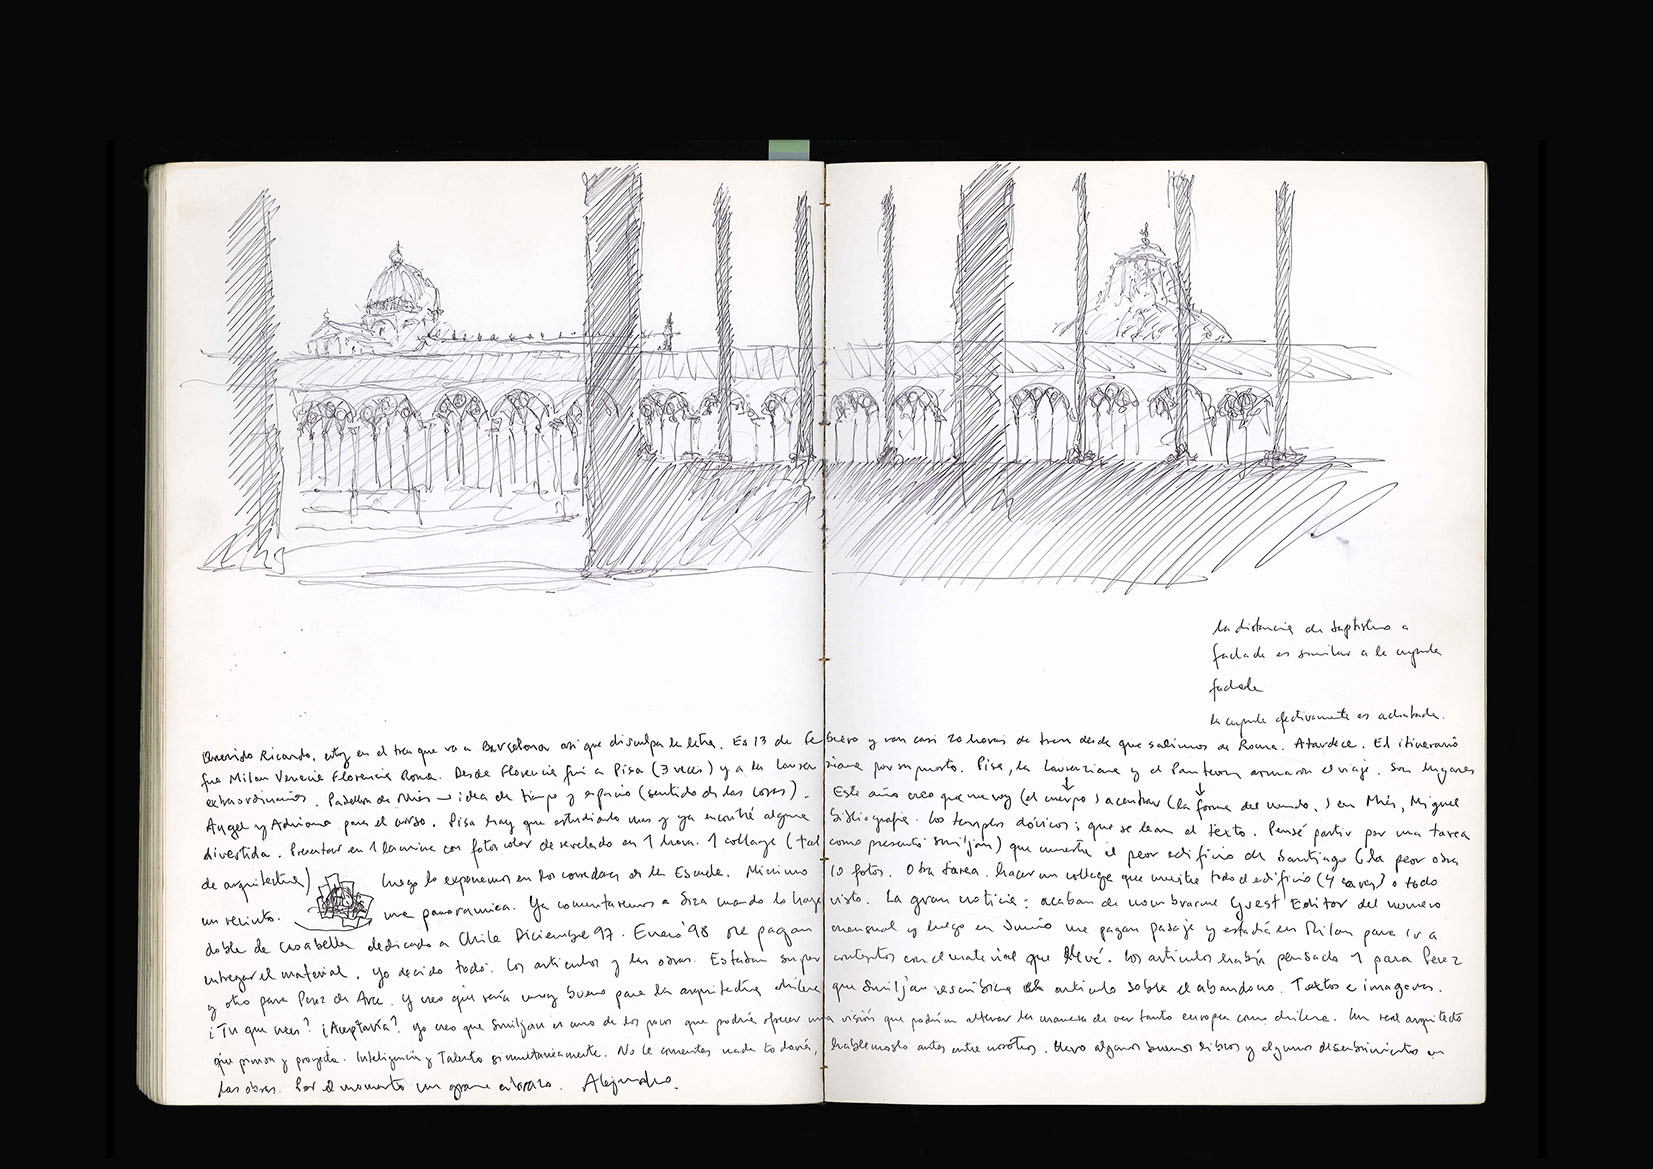 la distancia de baptisterio a
fachada es similar a la cupula
fachada
la cupula efectivamente es achatada.
Querido Ricardo, estoy en el tren que va a Barcelona así que disculpa la letra. Es 13 de Febrero y van casi 20 horas de tren desde que salimos de Roma. Atardece. El itinerario
fue Milan Venecia Florencia Roma. Desde Florencia fui a Pisa (3 veces) y a la Laurenziana por supuesto. Pisa, la Laurenziana y el Panteon armaron el viaje. Son lugares
extraordinarios. Pabellon de Mies → idea de tiempo y espacio (sentido de las cosas). Este año creo que me voy (el cuerpo) a centrar (la forma del mundo,) en Mies, Miguel
Angel y Adriano para el curso. Pisa hay que estudiarlo mas y ya encontré alguna bibliografia. Los templos dóricos; que se lean el texto. Pensé partir por una tarea
divertida. Presentar en 1 lamina con fotos color de revelado en 1 hora. 1 collage (tal como presentó Smiljan) que muestre el peor edificio de Santiago (la peor obra
de arquitectura) luego lo exponemos en los corredores de la Escuela. Minimo 10 fotos. Otra tarea. hacer un collage que muestre todo el edificio (4 caras) o todo
un recinto. una panoramica. Ya comentaremos a Siza cuando lo haya visto. La gran noticia: acaban de nombrarme Guest Editor del numero
doble de Casabella dedicado a Chile Diciembre 97. Enero '98 me pagan mensual y luego en Junio me pagan pasaje y estadía en Milan para ir a
entregar el material. Yo decido todo. Los articulos y las obras. Estaban super contentos con el material que llevé. Los articulos había pensado 1 para Perez
y otro para Perez de Arce. Y creo que sería muy bueno para la arquitectura chilena que Smiljan escribiera el articulo sobre el abandono. Textos e imagenes.
¿Tu que crees? ¿Aceptaría? Yo creo que Smiljan es uno de los pocos que podría ofrecer una visión que podrían alterar la manera de ver tanto europea como chilena. Un real arquitecto
que piensa y proyecta. Inteligencia y Talento simultaneamente. No le comentes nada todavía, hablemoslo antes entre nosotros. Llevo algunos buenos libros y algunos descubrimientos en
las obras. Por el momento un gran abrazo. Alejandro.